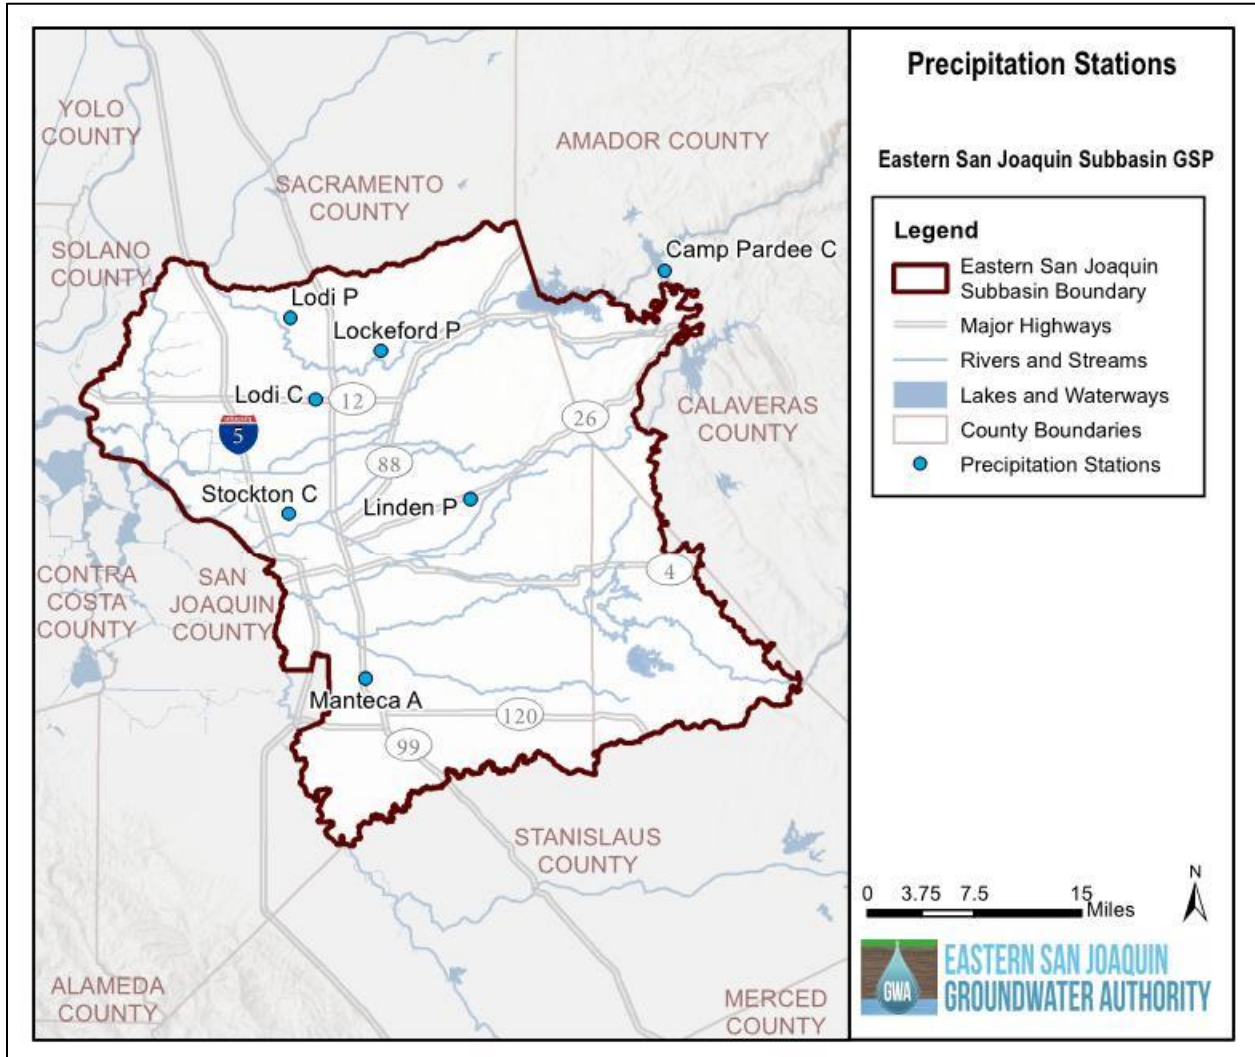 Precipitation Stations
Eastern San Joaquin Subbasin GSP
Legend
Eastern San Joaquin
Subbasin Boundary
Major Highways
Rivers and Streams
Lakes and Waterways
County Boundaries
Precipitation Stations
YOLO
COUNTY
AMADOR COUNTY
SACRAMENTO
COUNTY
SOLANO
COUNTY
Camp Pardee C
Lodi P
Lockeford P
Lodi C
12
26
CALAVERAS
COUNTY
5
88
Stockton C
Linden P
CONTRA
COSTA
COUNTY
SAN
JOAQUIN
COUNTY
4
Manteca A
120
99
STANISLAUS
COUNTY
ALAMEDA
COUNTY
MERCED
COUNTY
N
0 3.75 7.5 15
Miles
GWA
EASTERN SAN JOAQUIN
GROUNDWATER AUTHORITY